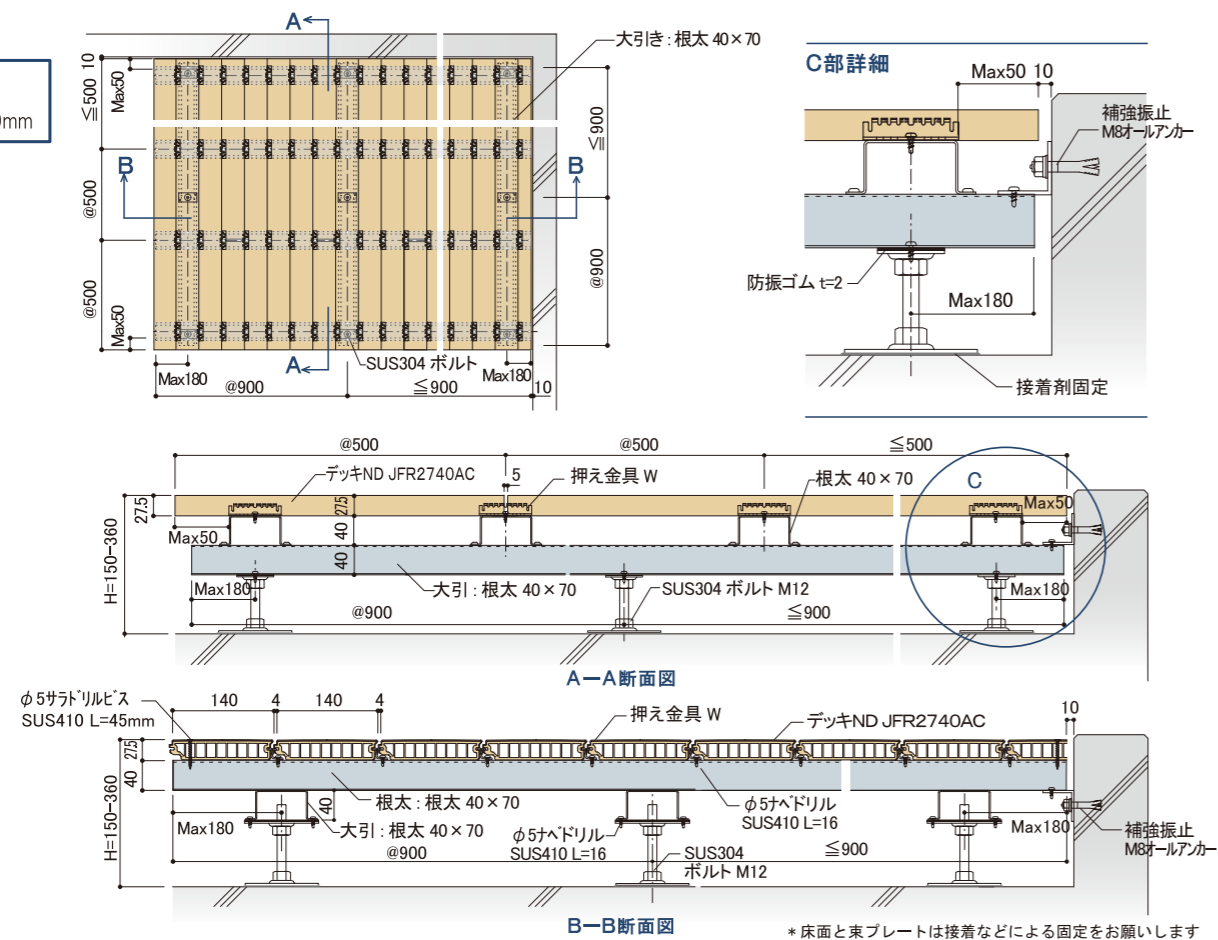 A
大引き：根太 40×70
10
≦500
Max50
mm
B
B
≦900
@500
@900
@500
Max50
A
SUS304 ボルト
Max180
Max180
@900
≦900
10
C部詳細
Max50
10
補強振止
M8オールアンカー
防振ゴム t=2
Max180
接着剤固定
@500
@500
≦500
デッキND JFR2740AC
5
押え金具 W
根太 40×70
C
27.5
27.5
Max50
Max50
40
40
H=150-360
Max180
大引：根太 40×70
SUS304 ボルト M12
Max180
@900
≦900
A－A断面図
φ5サラドリルビス
SUS410 L=45mm
140
4
140
4
押え金具 W
デッキND JFR2740AC
10
27.5
40
H=150-360
根太：根太 40×70
40
φ5ナベドリル
SUS410 L=16
Max180
大引：根太 40×70
φ5ナベドリル
SUS410 L=16
Max180
補強振止
M8オールアンカー
@900
SUS304
ボルト M12
≦900
B－B断面図
＊床面と束プレートは接着などによる固定をお願いします